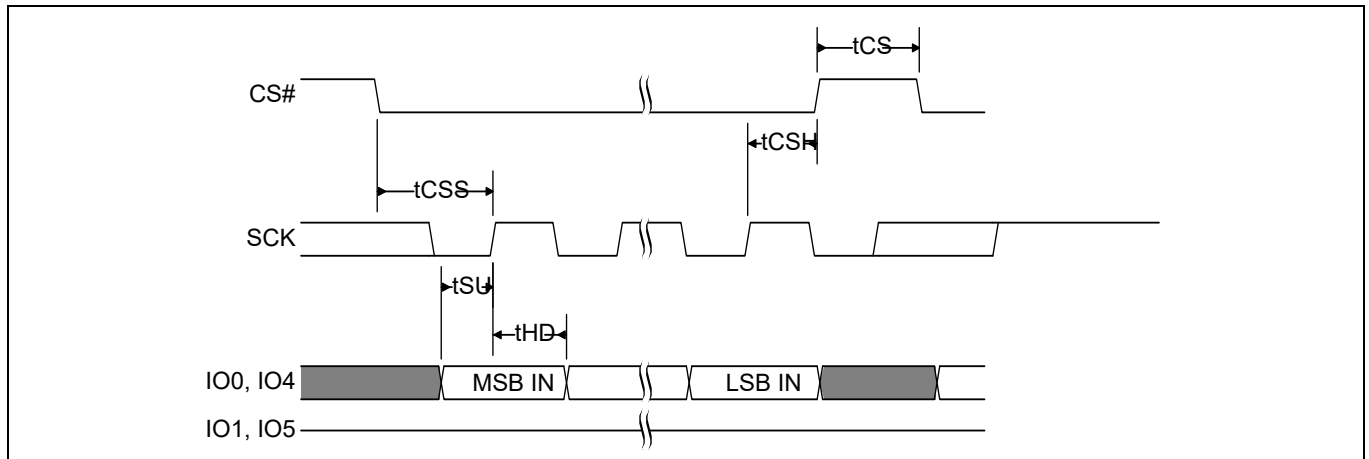 tCS
CS#
tCSH
tCSS
SCK
tSU
tHD
IO0, IO4
MSB IN
LSB IN
IO1, IO5